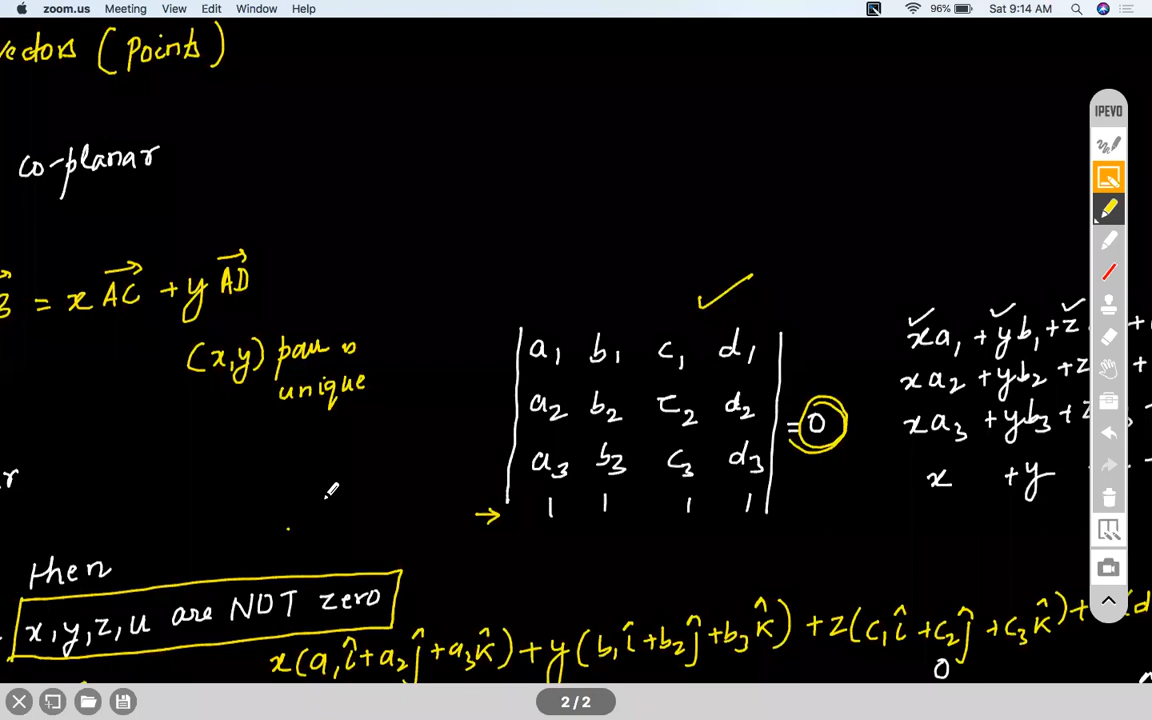 zoom.us Meeting View Edit Window Help 96% Sat 9:14 AM
vectors (Points)
IPEVO
co-planar
= x AC + y AD
(x,y) pair is
unique
a₁ b₁ c₁ d₁
a₂ b₂ c₂ d₂ = 0
a₃ b₃ c₃ d₃
1 1 1 1
xa₁ + yb₁ + z
xa₂ + yb₂ + z
xa₃ + yb₃ + z
x + y
then
x, y, z, u are NOT zero
x(a₁î + a₂ĵ + a₃k̂) + y(b₁î + b₂ĵ + b₃k̂) + z(c₁î + c₂ĵ + c₃k̂) +
0
2 / 2